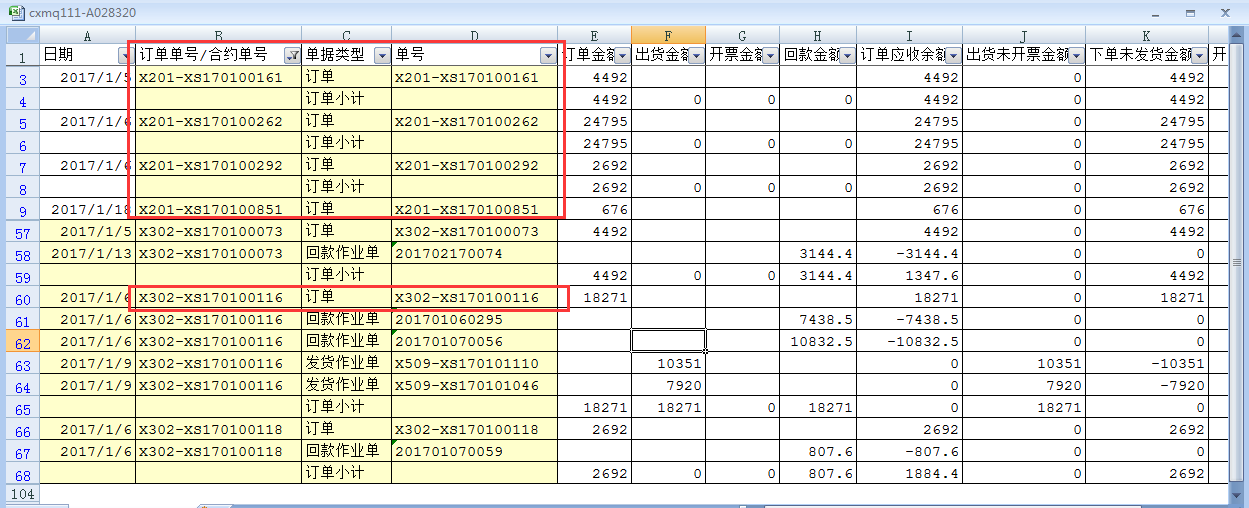 cxmq111-A028320
A B C D E F G H I J K
1 日期 订单单号/合约单号 单据类型 单号 订单金额 出货金额 开票金额 回款金额 订单应收余额 出货未开票金额 下单未发货金额 开
3 2017/1/5 X201-XS170100161 订单 X201-XS170100161 4492 4492 0 4492
4 订单小计 4492 0 0 0 4492 0 4492
5 2017/1/6 X201-XS170100262 订单 X201-XS170100262 24795 24795 0 24795
6 订单小计 24795 0 0 0 24795 0 24795
7 2017/1/6 X201-XS170100292 订单 X201-XS170100292 2692 2692 0 2692
8 订单小计 2692 0 0 0 2692 0 2692
9 2017/1/18 X201-XS170100851 订单 X201-XS170100851 676 676 0 676
57 2017/1/5 X302-XS170100073 订单 X302-XS170100073 4492 4492 0 4492
58 2017/1/13 X302-XS170100073 回款作业单 201702170074 3144.4 -3144.4 0 0
59 订单小计 4492 0 0 3144.4 1347.6 0 4492
60 2017/1/6 X302-XS170100116 订单 X302-XS170100116 18271 18271 0 18271
61 2017/1/6 X302-XS170100116 回款作业单 201701060295 7438.5 -7438.5 0 0
62 2017/1/6 X302-XS170100116 回款作业单 201701070056 10832.5 -10832.5 0 0
63 2017/1/9 X302-XS170100116 发货作业单 X509-XS170101110 10351 0 10351 -10351
64 2017/1/9 X302-XS170100116 发货作业单 X509-XS170101046 7920 0 7920 -7920
65 订单小计 18271 18271 0 18271 0 18271 0
66 2017/1/6 X302-XS170100118 订单 X302-XS170100118 2692 2692 0 2692
67 2017/1/6 X302-XS170100118 回款作业单 201701070059 807.6 -807.6 0 0
68 订单小计 2692 0 0 807.6 1884.4 0 2692
104